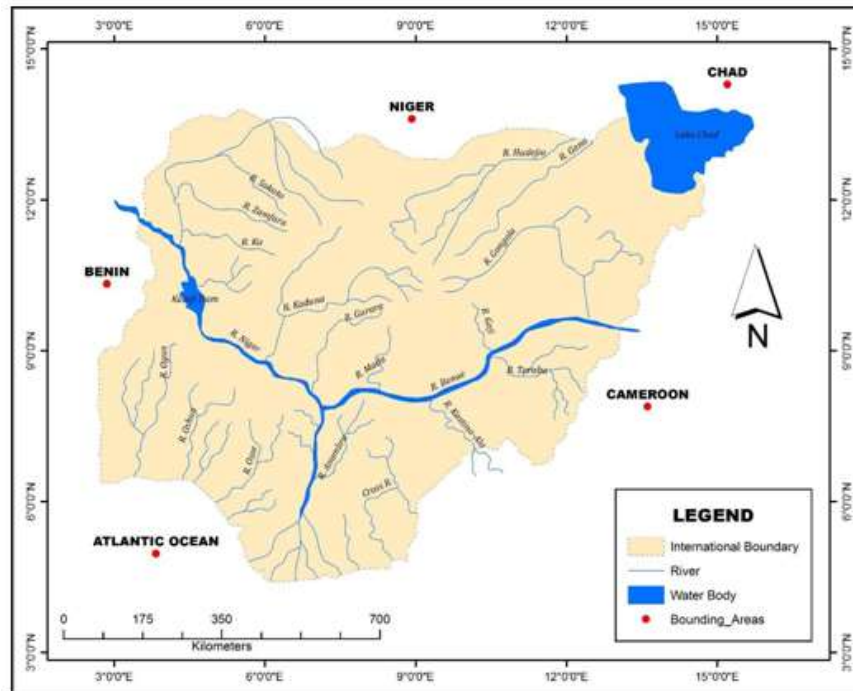 3°0'0"E 6°0'0"E 9°0'0"E 12°0'0"E 15°0'0"E
15°0'0"N 15°0'0"N
CHAD
NIGER
Lake Chad
R. Hadejia
R. Gana
R. Sokoto
12°0'0"N 12°0'0"N
R. Zamfara
R. Ka
R. Gongola
BENIN
Dam
R. Kaduna
R. Gurara
R. Niger
9°0'0"N 9°0'0"N
R. Ogun
R. Mada
R. Benue
R. Taraba
CAMEROON
R. Oshun
R. Osse
R. Anambra
R. Katsina-Ala
Cross R.
6°0'0"N 6°0'0"N
ATLANTIC OCEAN
LEGEND
International Boundary
River
Water Body
Bounding_Areas
0 175 350 700
Kilometers
N
3°0'0"N 3°0'0"N
3°0'0"E 6°0'0"E 9°0'0"E 12°0'0"E 15°0'0"E